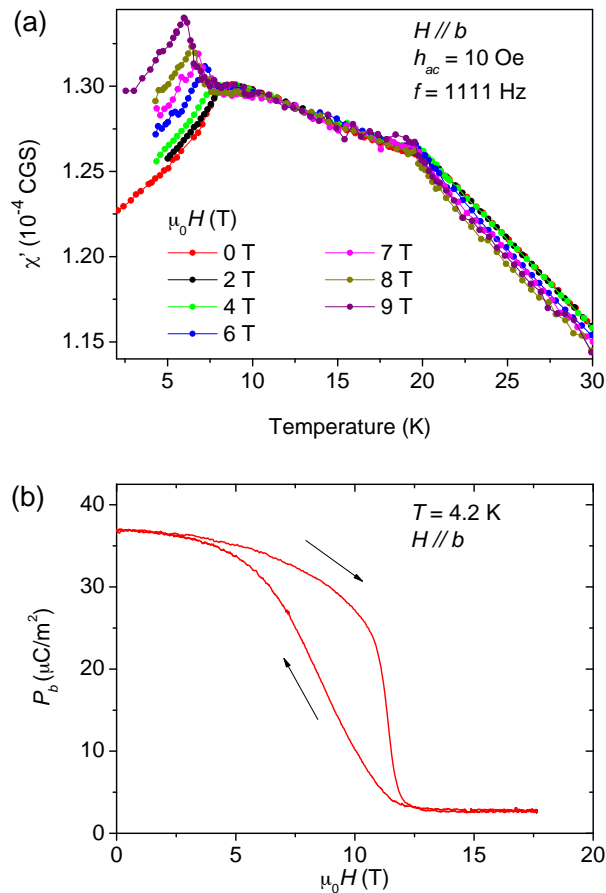 (a)
H // b
h_ac = 10 Oe
f = 1111 Hz
χ' (10⁻⁴ CGS)
1.30
1.25
1.20
1.15
μ₀H (T)
0 T
2 T
4 T
6 T
7 T
8 T
9 T
5 10 15 20 25 30
Temperature (K)
(b)
T = 4.2 K
H // b
P_b (μC/m²)
40
30
20
10
0
0 5 10 15 20
μ₀H (T)